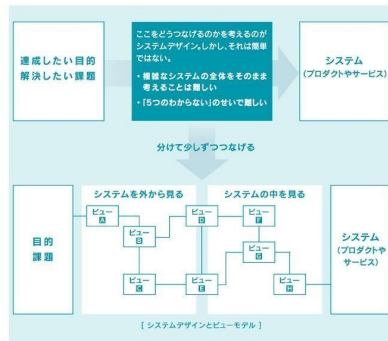 達成したい目的
解決したい課題
ここをどうつなげるのかを考えるのが
システムデザイン。しかし、それは簡単
ではない。
・複雑なシステムの全体をそのまま
考えることは難しい
・「5つのわからない」のせいで難しい
システム
(プロダクトやサービス)
分けて少しずつつなげる
システムを外から見る
システムの中を見る
目的
課題
ビュー
A
ビュー
B
ビュー
C
ビュー
D
ビュー
E
ビュー
F
ビュー
G
ビュー
H
システム
(プロダクトや
サービス)
[ システムデザインとビューモデル ]